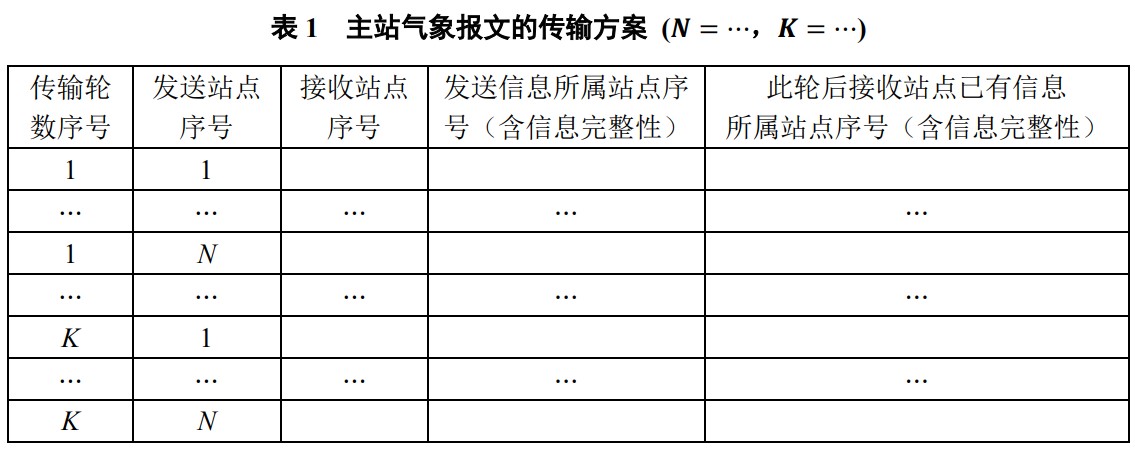 表 1 主站气象报文的传输方案 (N = ⋯, K = ⋯)
传输轮 发送站点 接收站点 发送信息所属站点序 此轮后接收站点已有信息
数序号 序号 序号 号(含信息完整性) 所属站点序号(含信息完整性)
1 1
… … … … …
1 N
… … … … …
K 1
… … … … …
K N